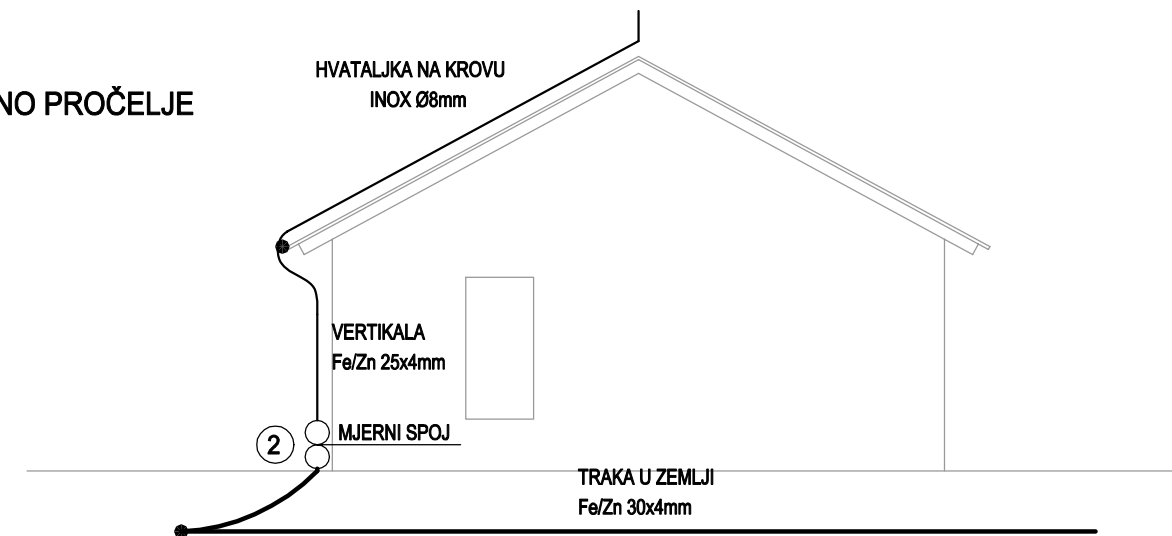 HVATALJKA NA KROVU
INOX Ø8mm
NO PROČELJE
VERTIKALA
Fe/Zn 25x4mm
2
MJERNI SPOJ
TRAKA U ZEMLJI
Fe/Zn 30x4mm